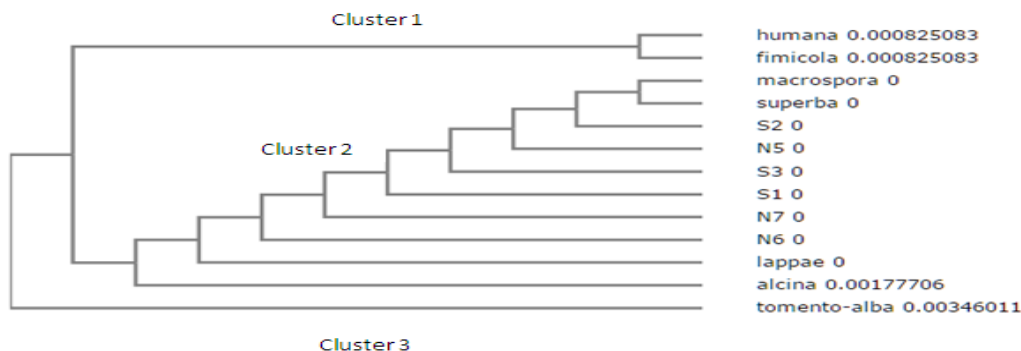 Cluster 1
humana 0.000825083
fimicola 0.000825083
macrospora 0
superba 0
S2 0
Cluster 2
N5 0
S3 0
S1 0
N7 0
N6 0
lappae 0
alcina 0.00177706
tomento-alba 0.00346011
Cluster 3